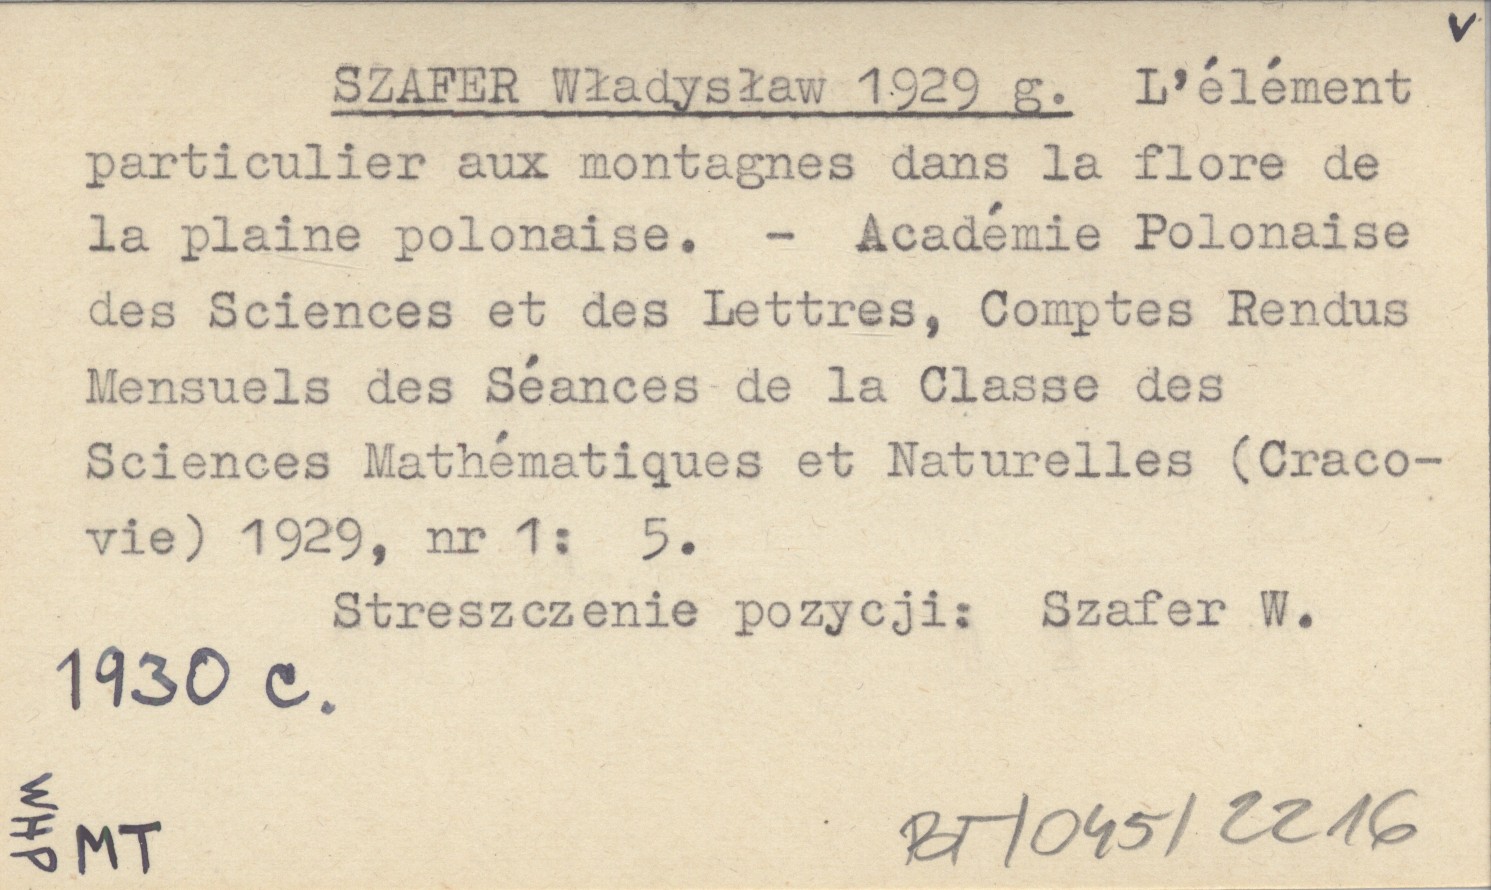 v
SZAFER Władysław 1929 g. L'élément
particulier aux montagnes dans la flore de
la plaine polonaise. - Académie Polonaise
des Sciences et des Lettres, Comptes Rendus
Mensuels des Séances de la Classe des
Sciences Mathématiques et Naturelles (Craco-
vie) 1929, nr 1: 5.
Streszczenie pozycji: Szafer W.
1930 c.
WHP
MT
BT/045/2216